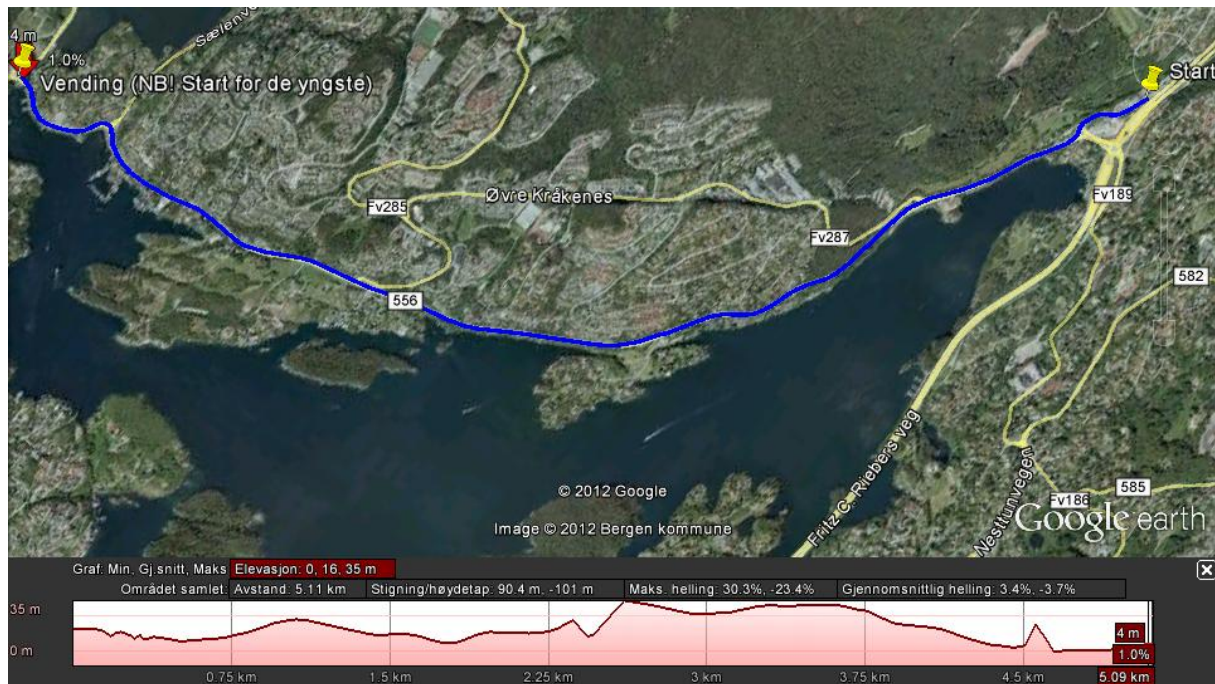 4 m
1.0%
Sælenv
Vending (NB! Start for de yngste)
Start
Øvre Kråkenes
Fv285
Fv189
Fv287
582
556
Fritz C. Riebers veg
Nesttunvegen
585
Fv186
© 2012 Google
Image © 2012 Bergen kommune
Google earth
Graf: Min, Gj.snitt, Maks Elevasjon: 0, 16, 35 m
Området samlet: Avstand: 5.11 km Stigning/høydetap: 90.4 m, -101 m Maks. helling: 30.3%, -23.4% Gjennomsnittlig helling: 3.4%, -3.7%
35 m
4 m
0 m
1.0%
0.75 km 1.5 km 2.25 km 3 km 3.75 km 4.5 km 5.09 km